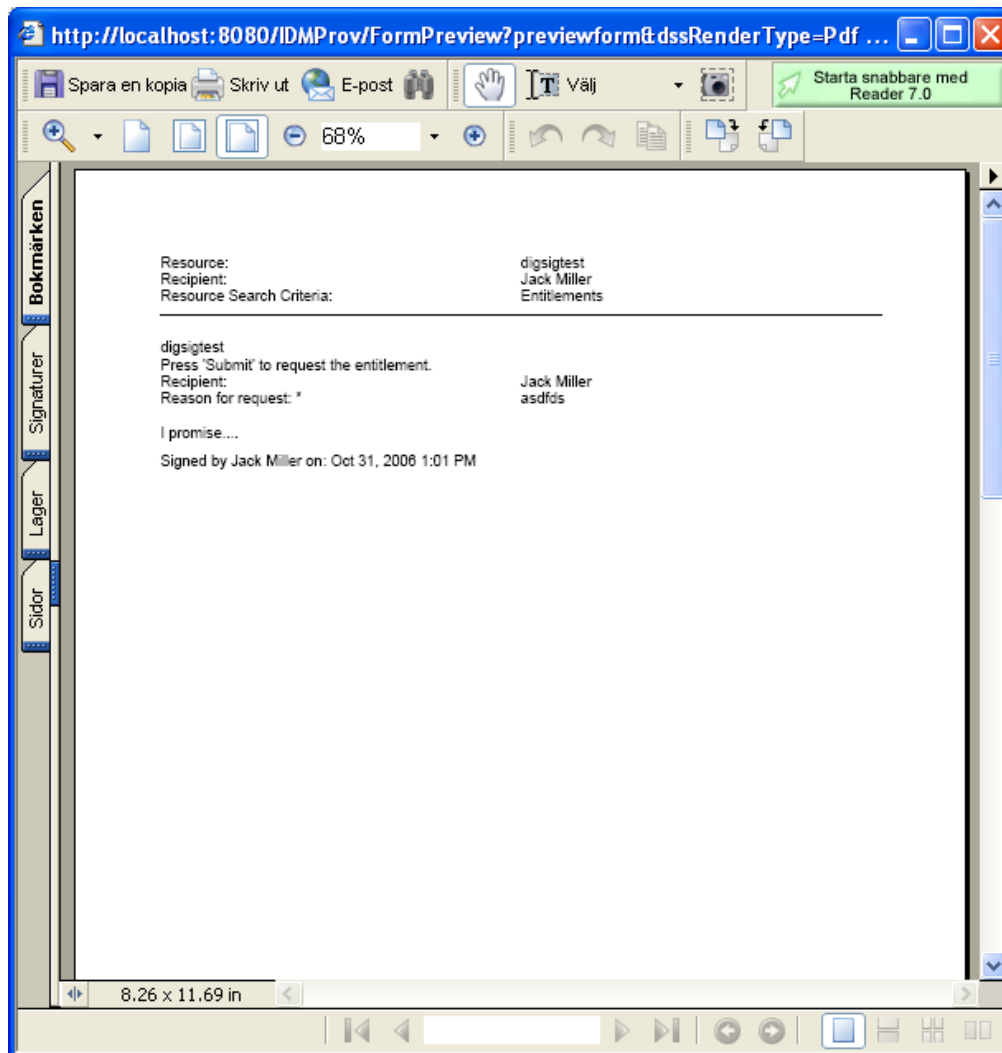 http://localhost:8080/IDMProv/FormPreview?previewform&dssRenderType=Pdf ...
Spara en kopia Skriv ut E-post Välj Starta snabbare med
Reader 7.0
68%
Bokmärken
Signaturer
Lager
Sidor
Resource: digsigtest
Recipient: Jack Miller
Resource Search Criteria: Entitlements
digsigtest
Press 'Submit' to request the entitlement.
Recipient: Jack Miller
Reason for request: * asdfds
I promise....
Signed by Jack Miller on: Oct 31, 2006 1:01 PM
8.26 x 11.69 in